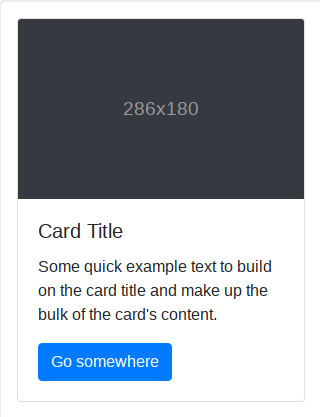 286x180
Card Title
Some quick example text to build
on the card title and make up the
bulk of the card's content.
Go somewhere